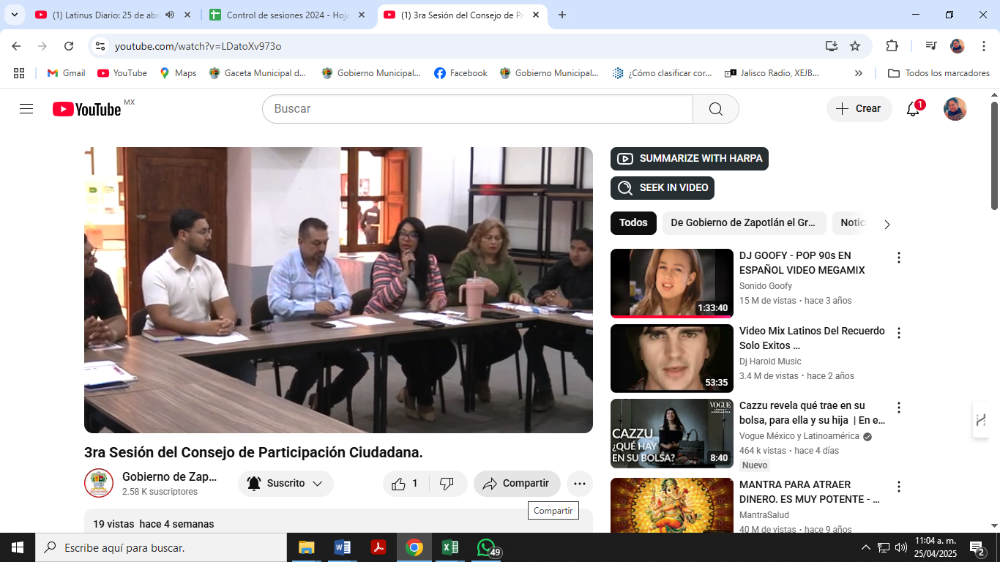 (1) Latinus Diario: 25 de abr
Control de sesiones 2024 - Hoja
(1) 3ra Sesión del Consejo de Pa
youtube.com/watch?v=LDatoXv973o
Gmail
YouTube
Maps
Gaceta Municipal d...
Gobierno Municipal...
Facebook
Gobierno Municipal...
¿Cómo clasificar cor...
Jalisco Radio, XEJB...
»
Todos los marcadores
YouTube MX
Buscar
Crear
1
SUMMARIZE WITH HARPA
SEEK IN VIDEO
Todos
De Gobierno de Zapotlán el Gr...
Notic
DJ GOOFY - POP 90s EN
ESPAÑOL VIDEO MEGAMIX
Sonido Goofy
15 M de vistas • hace 3 años
1:33:40
Video Mix Latinos Del Recuerdo
Solo Exitos ...
Dj Harold Music
3.4 M de vistas • hace 2 años
53:35
VOGUE
MÉXICO Y LATINOAMÉRICA
CAZZU
¿QUÉ HAY
EN SU BOLSA?
8:40
Cazzu revela qué trae en su
bolsa, para ella y su hija | En e...
Vogue México y Latinoamérica
464 k vistas • hace 4 días
Nuevo
MANTRA PARA ATRAER
DINERO. ES MUY POTENTE - ...
MantraSalud
40 M de vistas • hace 9 años
3ra Sesión del Consejo de Participación Ciudadana.
Gobierno de Zap...
2.58 K suscriptores
Suscrito
1
Compartir
Compartir
19 vistas hace 4 semanas
Escribe aquí para buscar.
49
11:04 a. m.
25/04/2025
2